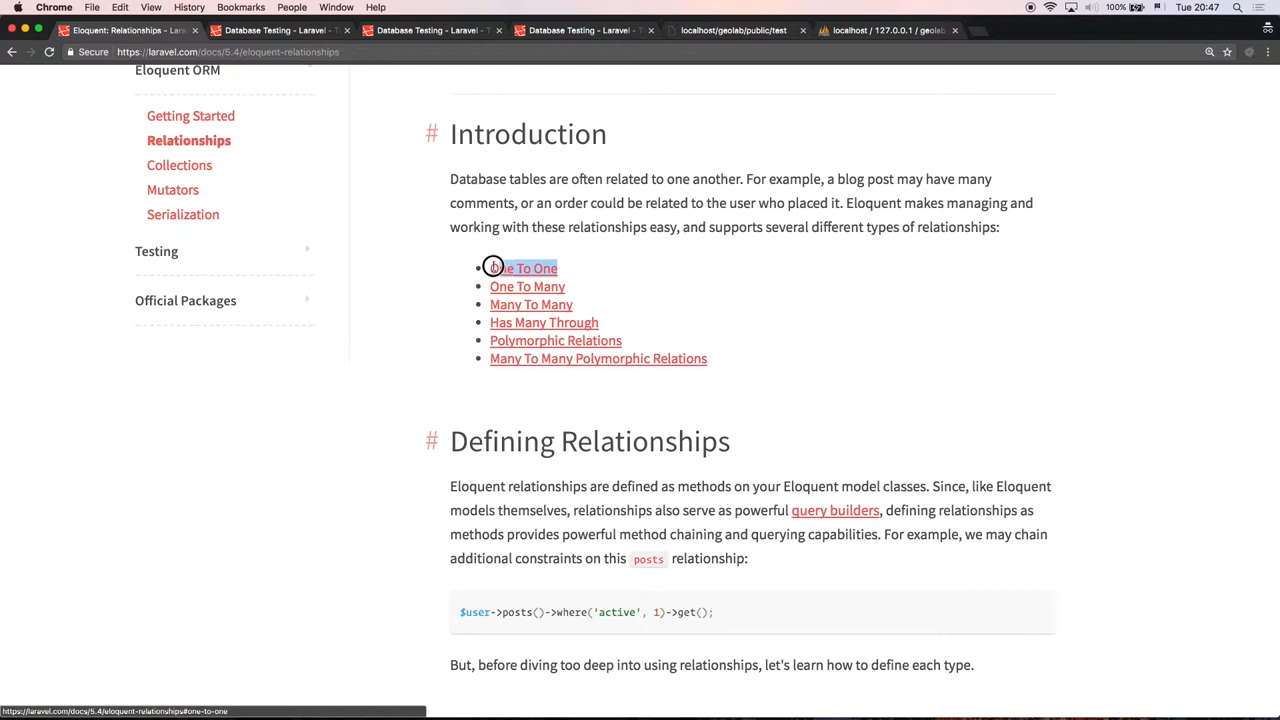 Chrome File Edit View History Bookmarks People Window Help 100% Tue 20:47
Eloquent: Relationships - Lara × Database Testing - Laravel - T × Database Testing - Laravel - T × Database Testing - Laravel - T × localhost/geolab/public/test × localhost / 127.0.0.1 / geolab ×
Secure https://laravel.com/docs/5.4/eloquent-relationships
Eloquent ORM
Getting Started
Relationships
Collections
Mutators
Serialization
Testing
Official Packages
# Introduction
Database tables are often related to one another. For example, a blog post may have many
comments, or an order could be related to the user who placed it. Eloquent makes managing and
working with these relationships easy, and supports several different types of relationships:
• One To One
• One To Many
• Many To Many
• Has Many Through
• Polymorphic Relations
• Many To Many Polymorphic Relations
# Defining Relationships
Eloquent relationships are defined as methods on your Eloquent model classes. Since, like Eloquent
models themselves, relationships also serve as powerful query builders, defining relationships as
methods provides powerful method chaining and querying capabilities. For example, we may chain
additional constraints on this posts relationship:
$user->posts()->where('active', 1)->get();
But, before diving too deep into using relationships, let's learn how to define each type.
https://laravel.com/docs/5.4/eloquent-relationships#one-to-one